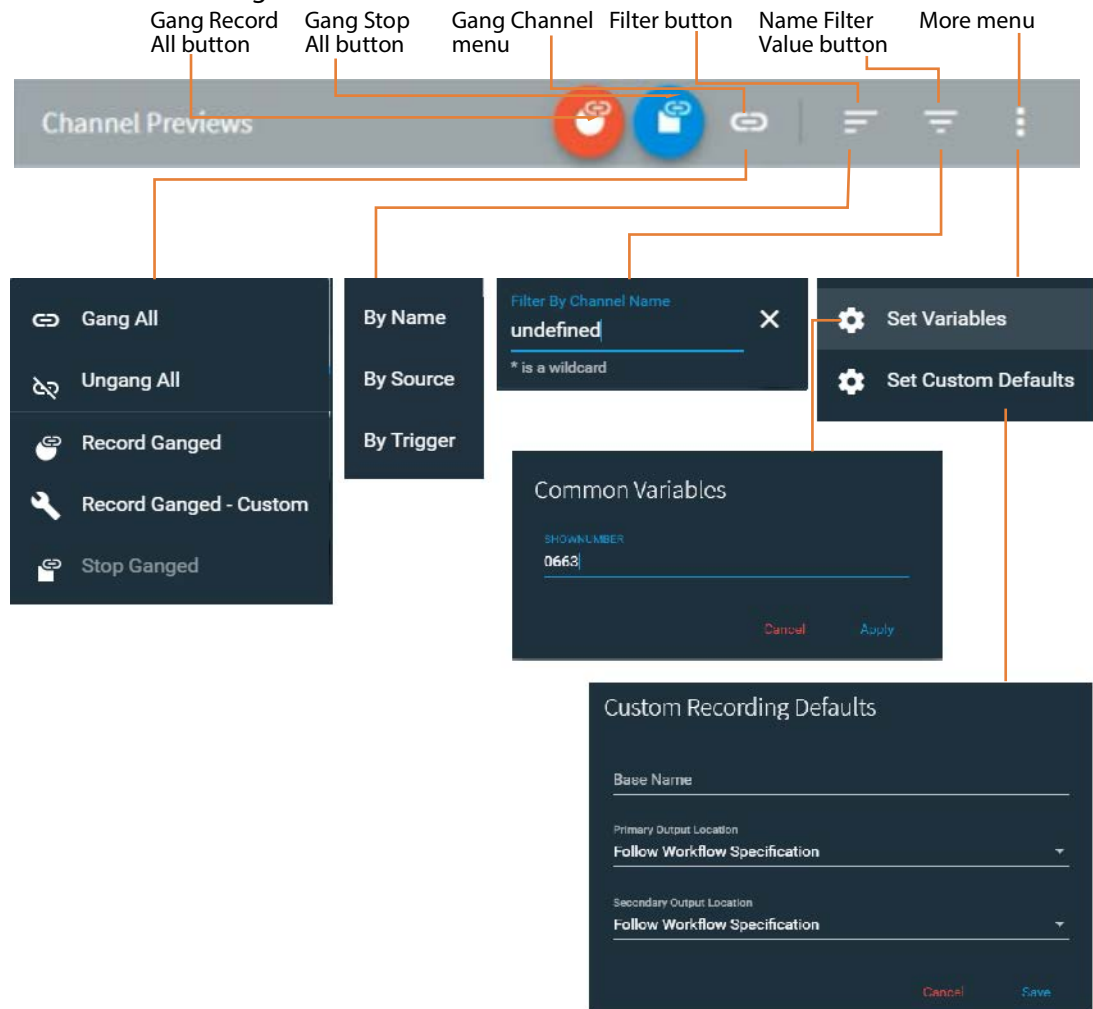 Gang Record
All button
Gang Stop
All button
Gang Channel
menu
Filter button
Name Filter
Value button
More menu
Channel Previews
Gang All
Ungang All
Record Ganged
Record Ganged - Custom
Stop Ganged
By Name
By Source
By Trigger
Filter By Channel Name
undefined
* is a wildcard
Set Variables
Set Custom Defaults
Common Variables
SHOWNUMBER
0663
Cancel Apply
Custom Recording Defaults
Base Name
Primary Output Location
Follow Workflow Specification
Secondary Output Location
Follow Workflow Specification
Cancel Save